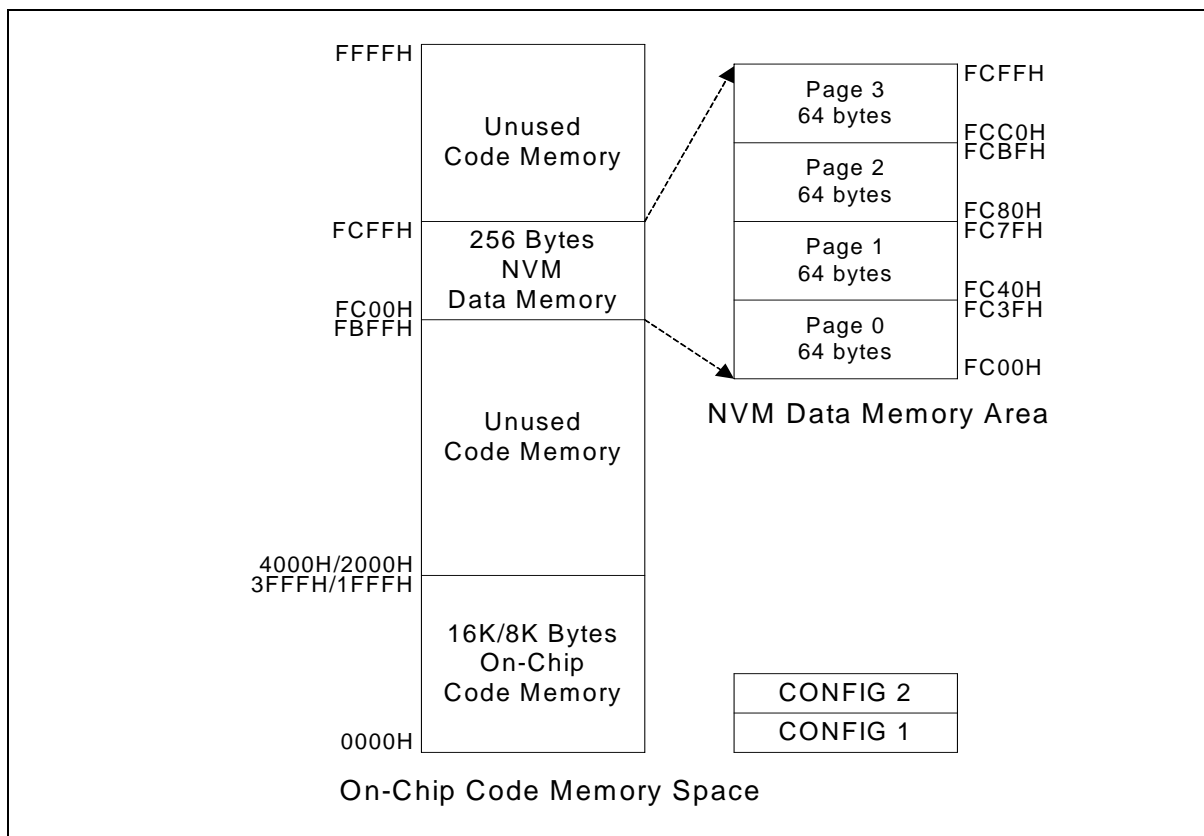 FFFFH
Unused
Code Memory
FCFFH
256 Bytes
NVM
Data Memory
FC00H
FBFFH
Unused
Code Memory
4000H/2000H
3FFFH/1FFFH
16K/8K Bytes
On-Chip
Code Memory
0000H
On-Chip Code Memory Space
FCFFH
Page 3
64 bytes
FCC0H
FCBFH
Page 2
64 bytes
FC80H
FC7FH
Page 1
64 bytes
FC40H
FC3FH
Page 0
64 bytes
FC00H
NVM Data Memory Area
CONFIG 2
CONFIG 1